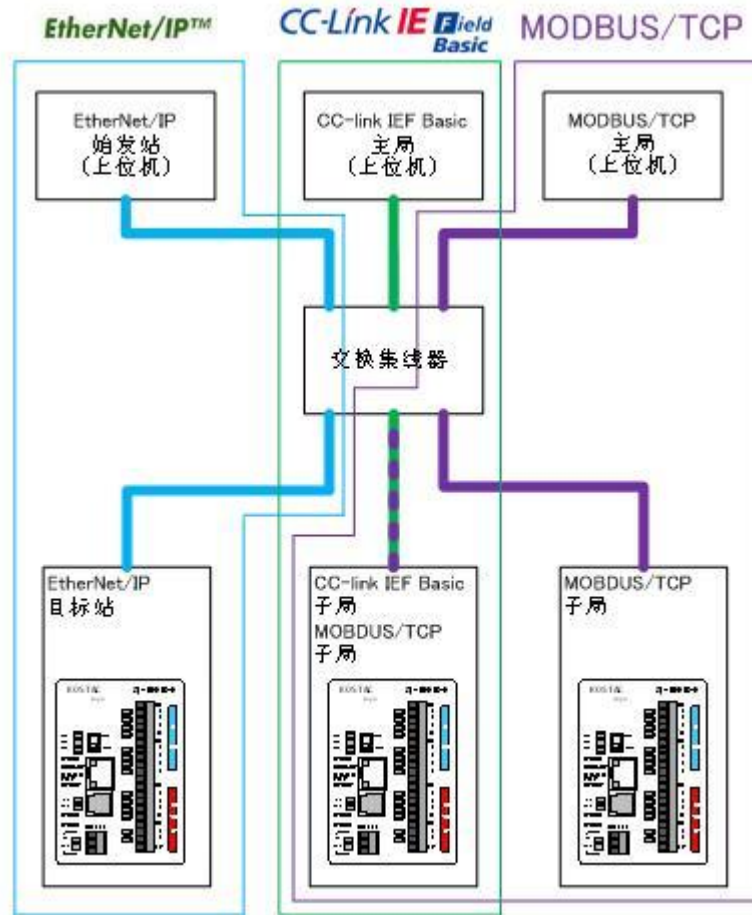 EtherNet/IP™
CC-Link IE Field
Basic
MODBUS/TCP
EtherNet/IP
始发站
(上位机)
CC-link IEF Basic
主局
(上位机)
MODBUS/TCP
主局
(上位机)
交换集线器
EtherNet/IP
目标站
CC-link IEF Basic
子局
MOBDUS/TCP
子局
MOBDUS/TCP
子局